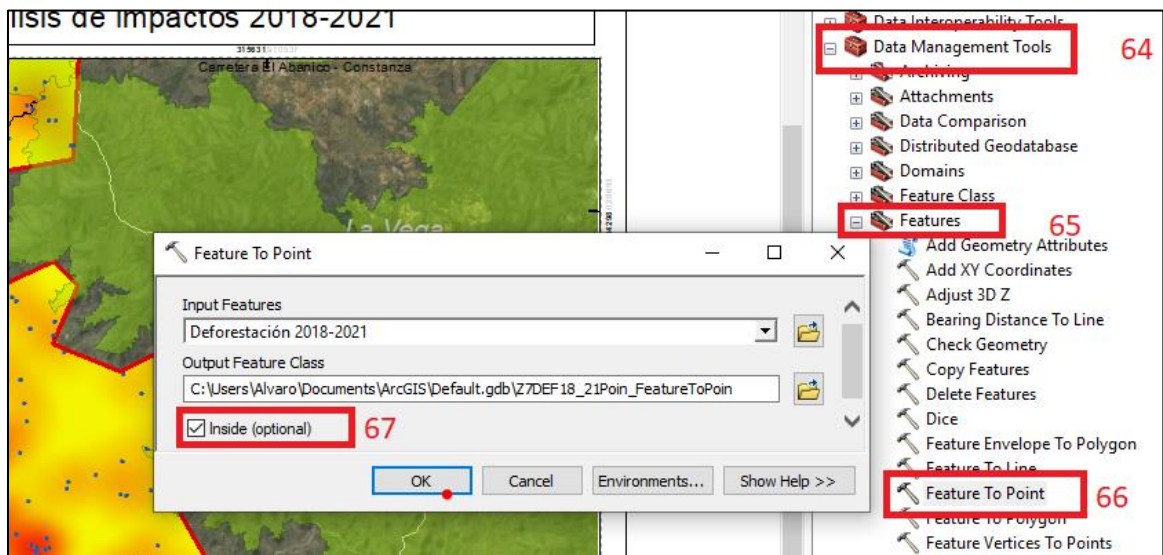 lisis de impactos 2018-2021
Carretera El Abanico - Constanza
La Vega
Data Interoperability Tools
Data Management Tools
64
Archiving
Attachments
Data Comparison
Distributed Geodatabase
Domains
Feature Class
Features
65
Add Geometry Attributes
Add XY Coordinates
Adjust 3D Z
Bearing Distance To Line
Check Geometry
Copy Features
Delete Features
Dice
Feature Envelope To Polygon
Feature To Line
Feature To Point
66
Feature To Polygon
Feature Vertices To Points
Feature To Point
Input Features
Deforestación 2018-2021
Output Feature Class
C:\Users\Alvaro\Documents\ArcGIS\Default.gdb\Z7DEF18_21Poin_FeatureToPoin
Inside (optional)
67
OK
Cancel
Environments...
Show Help >>